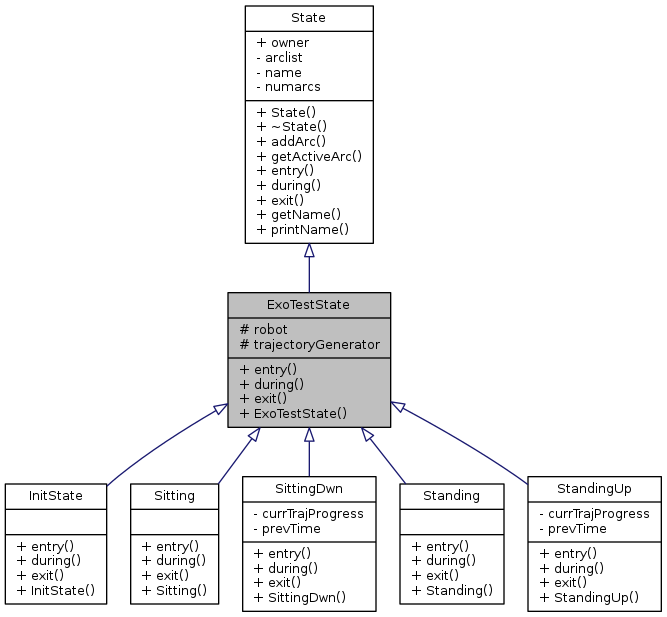 State
+ owner
- arclist
- name
- numarcs
+ State()
+ ~State()
+ addArc()
+ getActiveArc()
+ entry()
+ during()
+ exit()
+ getName()
+ printName()
ExoTestState
# robot
# trajectoryGenerator
+ entry()
+ during()
+ exit()
+ ExoTestState()
InitState
+ entry()
+ during()
+ exit()
+ InitState()
Sitting
+ entry()
+ during()
+ exit()
+ Sitting()
SittingDwn
- currTrajProgress
- prevTime
+ entry()
+ during()
+ exit()
+ SittingDwn()
Standing
+ entry()
+ during()
+ exit()
+ Standing()
StandingUp
- currTrajProgress
- prevTime
+ entry()
+ during()
+ exit()
+ StandingUp()